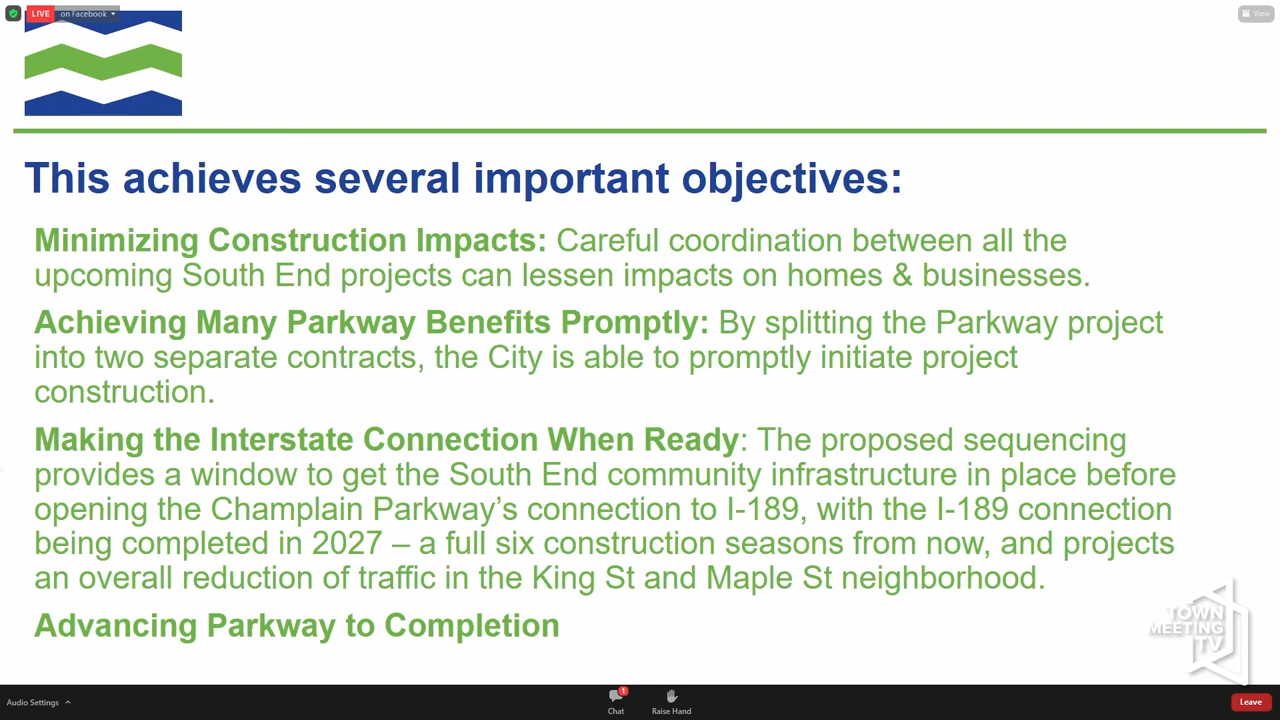 LIVE on Facebook
View
This achieves several important objectives:
Minimizing Construction Impacts: Careful coordination between all the
upcoming South End projects can lessen impacts on homes & businesses.
Achieving Many Parkway Benefits Promptly: By splitting the Parkway project
into two separate contracts, the City is able to promptly initiate project
construction.
Making the Interstate Connection When Ready: The proposed sequencing
provides a window to get the South End community infrastructure in place before
opening the Champlain Parkway’s connection to I-189, with the I-189 connection
being completed in 2027 – a full six construction seasons from now, and projects
an overall reduction of traffic in the King St and Maple St neighborhood.
Advancing Parkway to Completion
TOWN
MEETING
TV
Audio Settings
1
Chat
Raise Hand
Leave